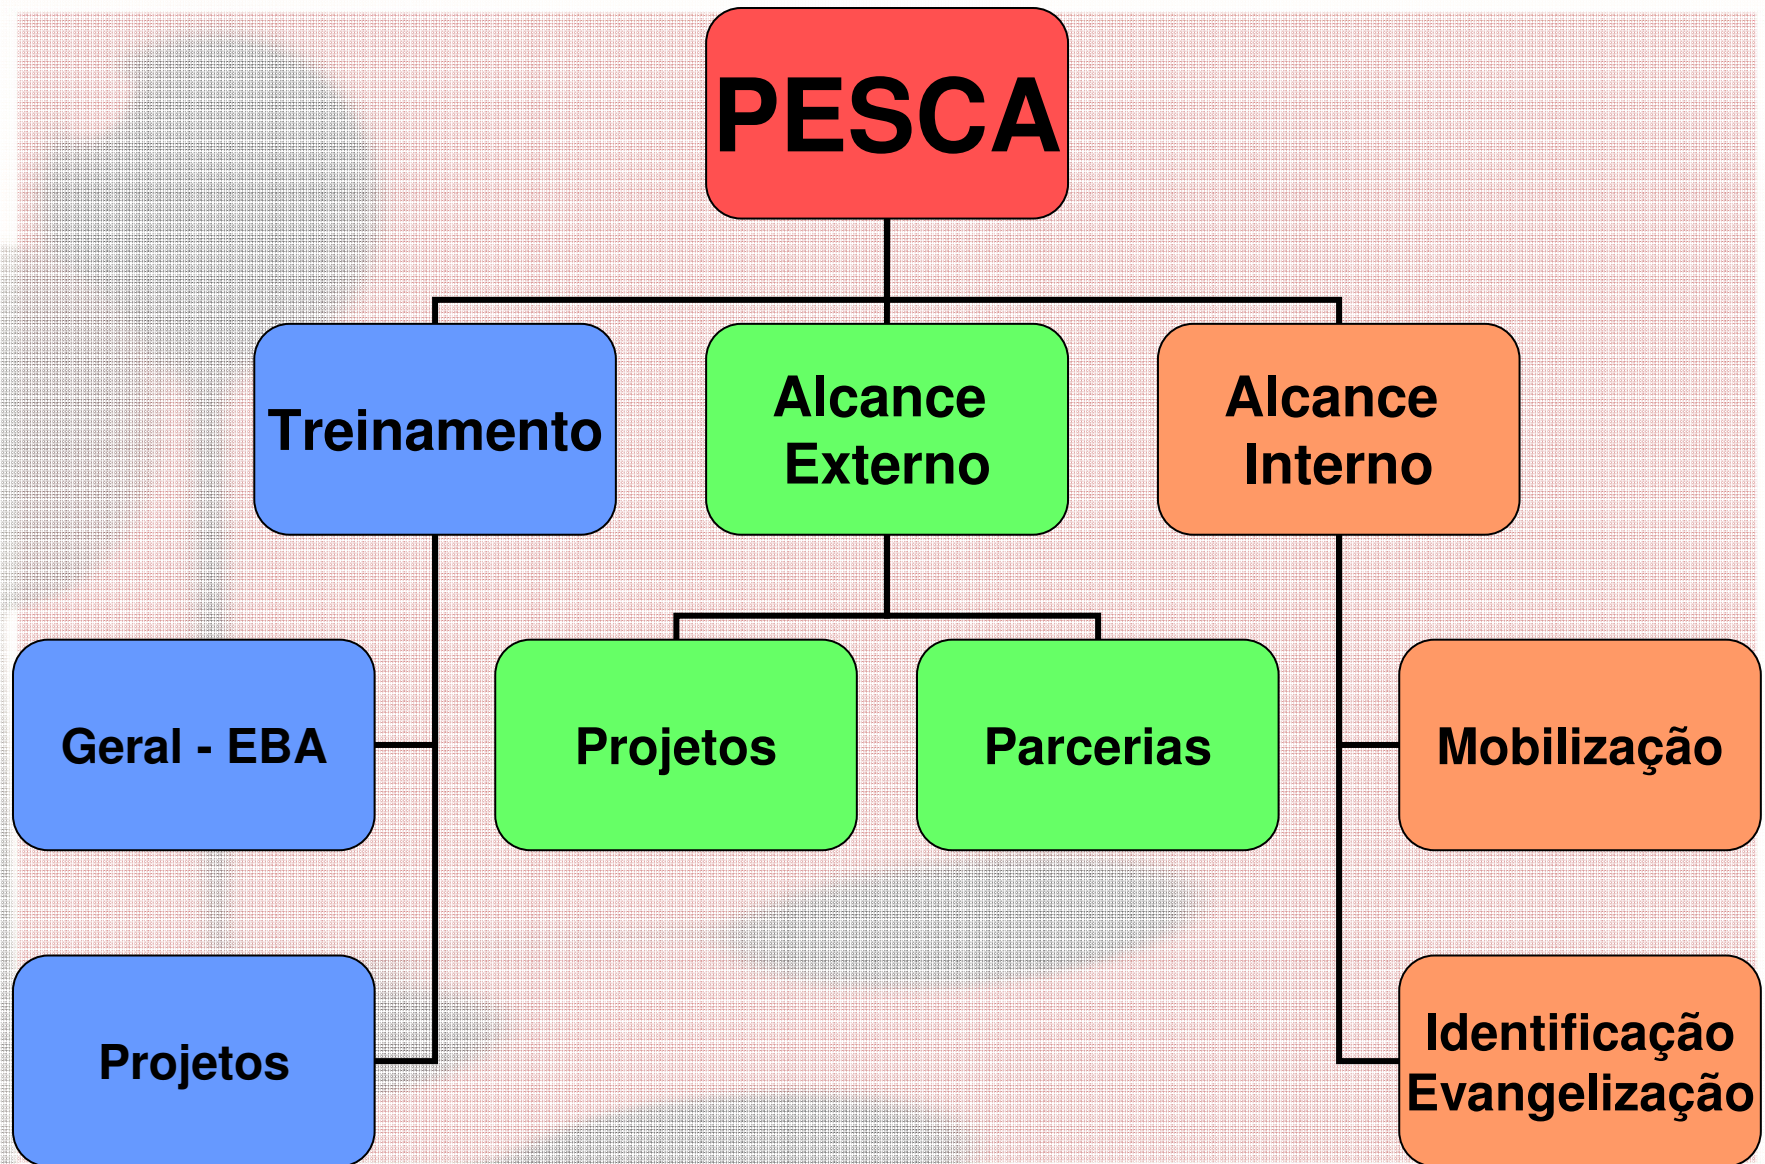 PESCA
Treinamento
Alcance
Externo
Alcance
Interno
Geral - EBA
Projetos
Parcerias
Mobilização
Projetos
Identificação
Evangelização